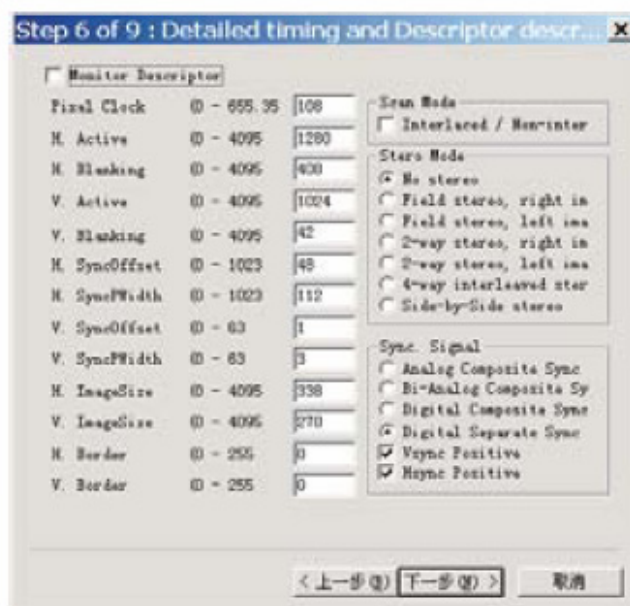 Step 6 of 9 : Detailed timing and Descriptor descr...
Monitor Descriptor
Pixel Clock (0 - 655.35 108
H. Active (0 - 4095 1280
H. Blanking (0 - 4095 408
V. Active (0 - 4095 1024
V. Blanking (0 - 4095 42
H. SyncOffset (0 - 1023 48
H. SyncPWidth (0 - 1023 112
V. SyncOffset (0 - 63 1
V. SyncPWidth (0 - 63 3
H. ImageSize (0 - 4095 338
V. ImageSize (0 - 4095 270
H. Border (0 - 255 0
V. Border (0 - 255 0
Scan Mode
Interlaced / Non-inter
Stero Mode
No stereo
Field stereo, right im
Field stereo, left ima
2-way stereo, right im
2-way stereo, left ima
4-way interleaved ster
Side-by-Side stereo
Sync. Signal
Analog Composite Sync
Bi-Analog Composite Sy
Digital Composite Sync
Digital Separate Sync
Vsync Positive
Hsync Positive
< 上一步(B) 下一步(N) > 取消